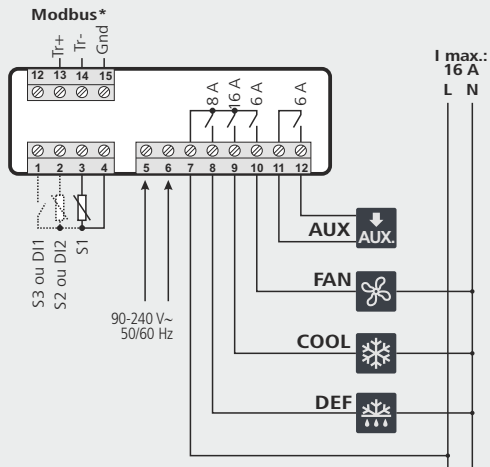 Modbus*
Tr+
Tr-
Gnd
I max.:
16 A
L N
12 13 14 15
8 A
16 A
6 A
6 A
1 2 3 4
5 6 7 8 9 10 11 12
S3 ou DI1
S2 ou DI2
S1
90-240 V~
50/60 Hz
AUX
AUX.
FAN
COOL
DEF